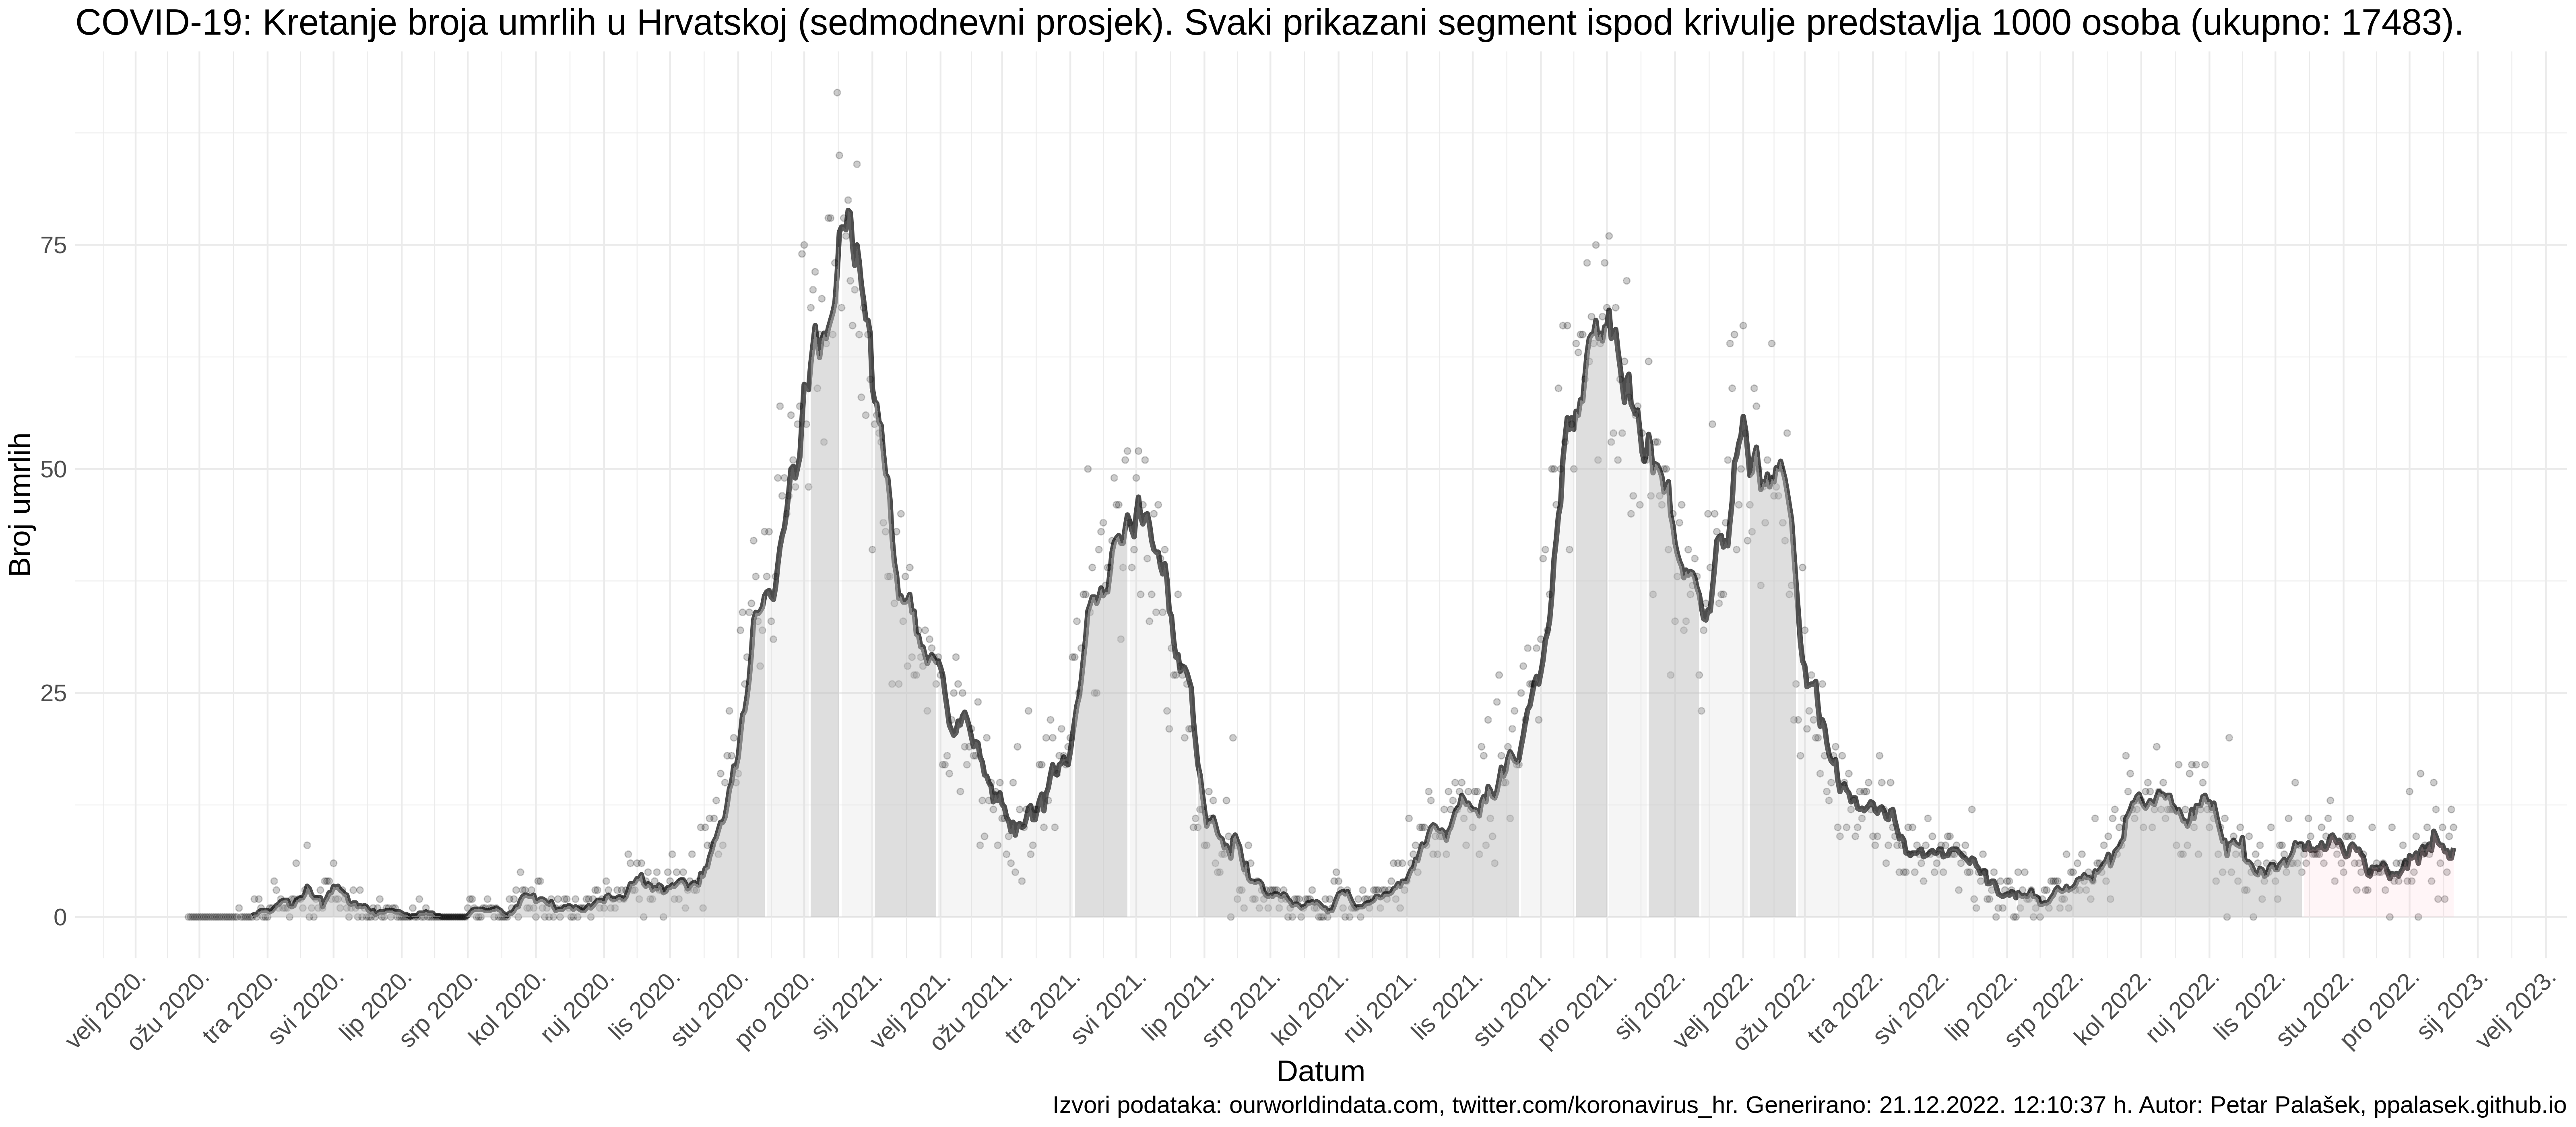 COVID-19: Kretanje broja umrlih u Hrvatskoj (sedmodnevni prosjek). Svaki prikazani segment ispod krivulje predstavlja 1000 osoba (ukupno: 17483).
Broj umrlih
75
50
25
0
velj 2020.
ožu 2020.
tra 2020.
svi 2020.
lip 2020.
srp 2020.
kol 2020.
ruj 2020.
lis 2020.
stu 2020.
pro 2020.
sij 2021.
velj 2021.
ožu 2021.
tra 2021.
svi 2021.
lip 2021.
srp 2021.
kol 2021.
ruj 2021.
lis 2021.
stu 2021.
pro 2021.
sij 2022.
velj 2022.
ožu 2022.
tra 2022.
svi 2022.
lip 2022.
srp 2022.
kol 2022.
ruj 2022.
lis 2022.
stu 2022.
pro 2022.
sij 2023.
velj 2023.
Datum
Izvori podataka: ourworldindata.com, twitter.com/koronavirus_hr. Generirano: 21.12.2022. 12:10:37 h. Autor: Petar Palašek, ppalasek.github.io